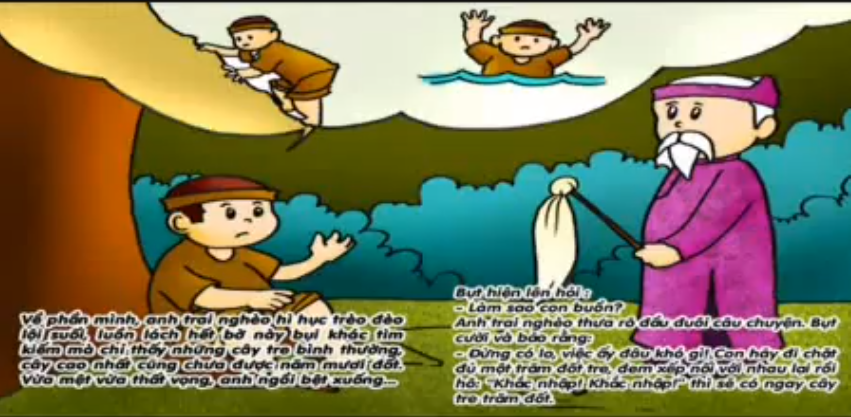 Về phần mình, anh trai nghèo hì hục trèo đèo
lội suối, luồn lách hết bờ này bụi khác tìm
kiếm mà chỉ thấy những cây tre bình thường,
cây cao nhất cũng chưa được năm mươi đốt.
Vừa mệt vừa thất vọng, anh ngồi bệt xuống...
Bụt hiện lên hỏi :
- Làm sao con buồn?
Anh trai nghèo thưa rõ đầu đuôi câu chuyện. Bụt
cười và bảo rằng:
- Đừng có lo, việc ấy đâu khó gì! Con hãy đi chặt
đủ một trăm đốt tre, đem xếp nối với nhau lại rồi
hô: "Khắc nhập! Khắc nhập!" thì sẽ có ngay cây
tre trăm đốt.